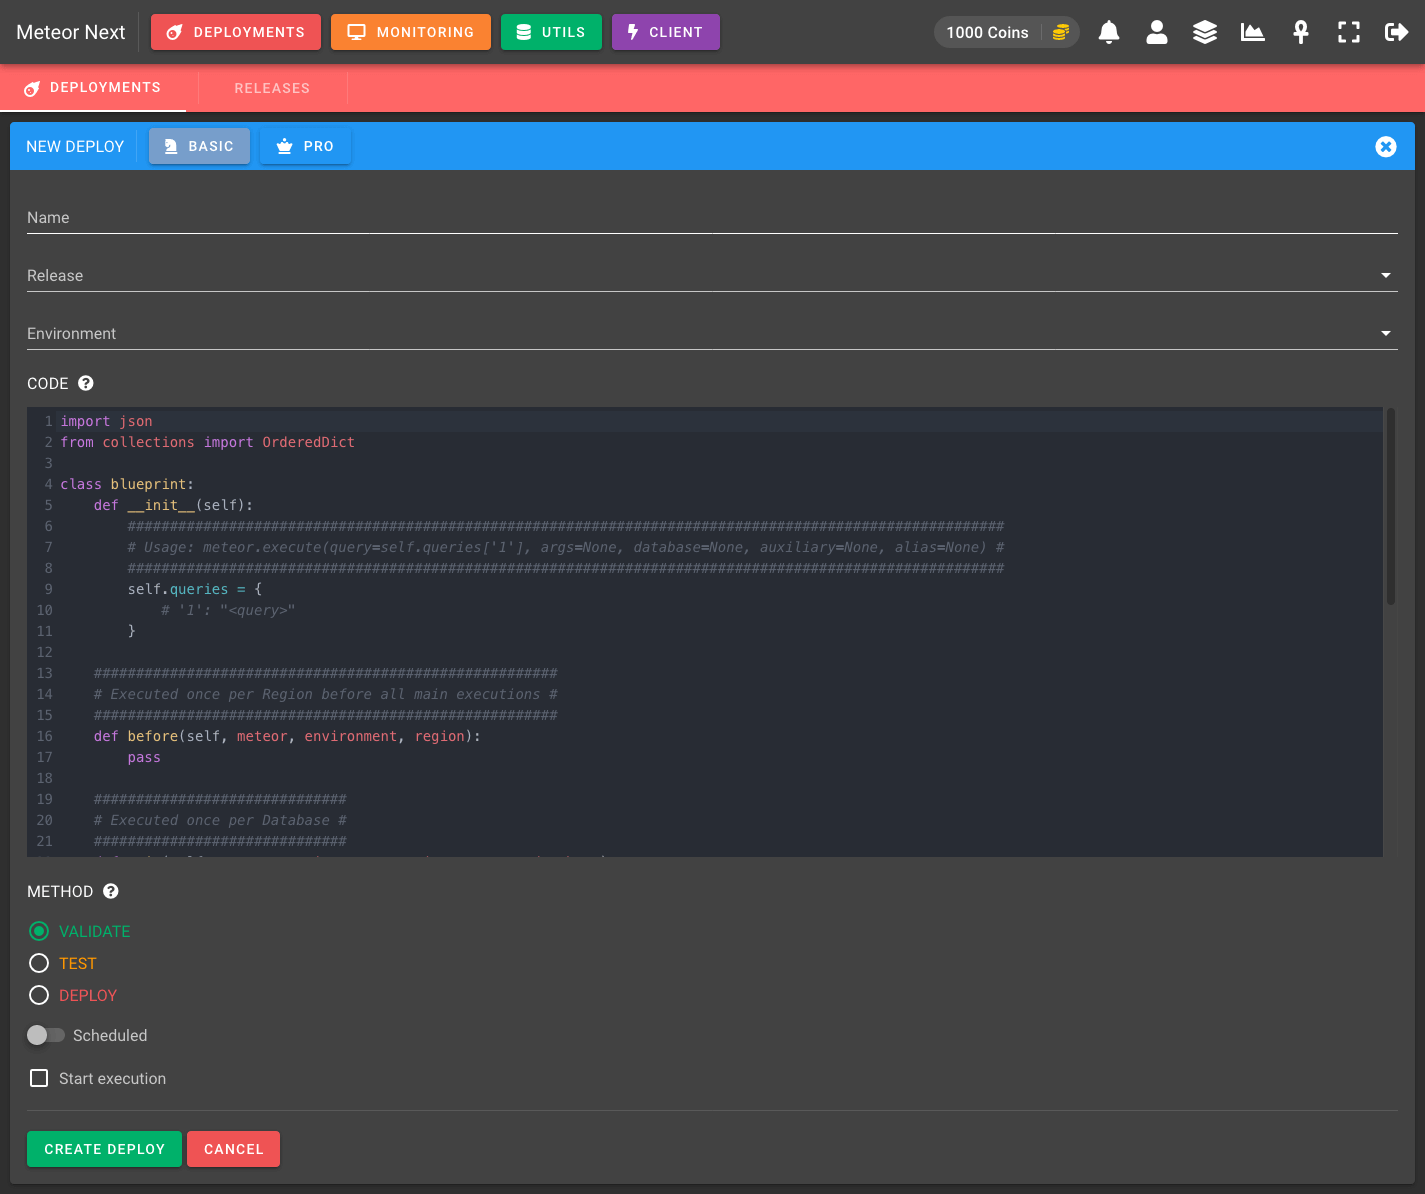 Meteor Next
DEPLOYMENTS
MONITORING
UTILS
CLIENT
1000 Coins
DEPLOYMENTS
RELEASES
NEW DEPLOY
BASIC
PRO
Name
Release
Environment
CODE
1 import json
2 from collections import OrderedDict
3
4 class blueprint:
5     def __init__(self):
6         ########################################################################################################
7         # Usage: meteor.execute(query=self.queries['1'], args=None, database=None, auxiliary=None, alias=None) #
8         ########################################################################################################
9         self.queries = {
10             # '1': "<query>"
11         }
12
13     #######################################################
14     # Executed once per Region before all main executions #
15     #######################################################
16     def before(self, meteor, environment, region):
17         pass
18
19     ##############################
20     # Executed once per Database #
21     ##############################
METHOD
VALIDATE
TEST
DEPLOY
Scheduled
Start execution
CREATE DEPLOY
CANCEL